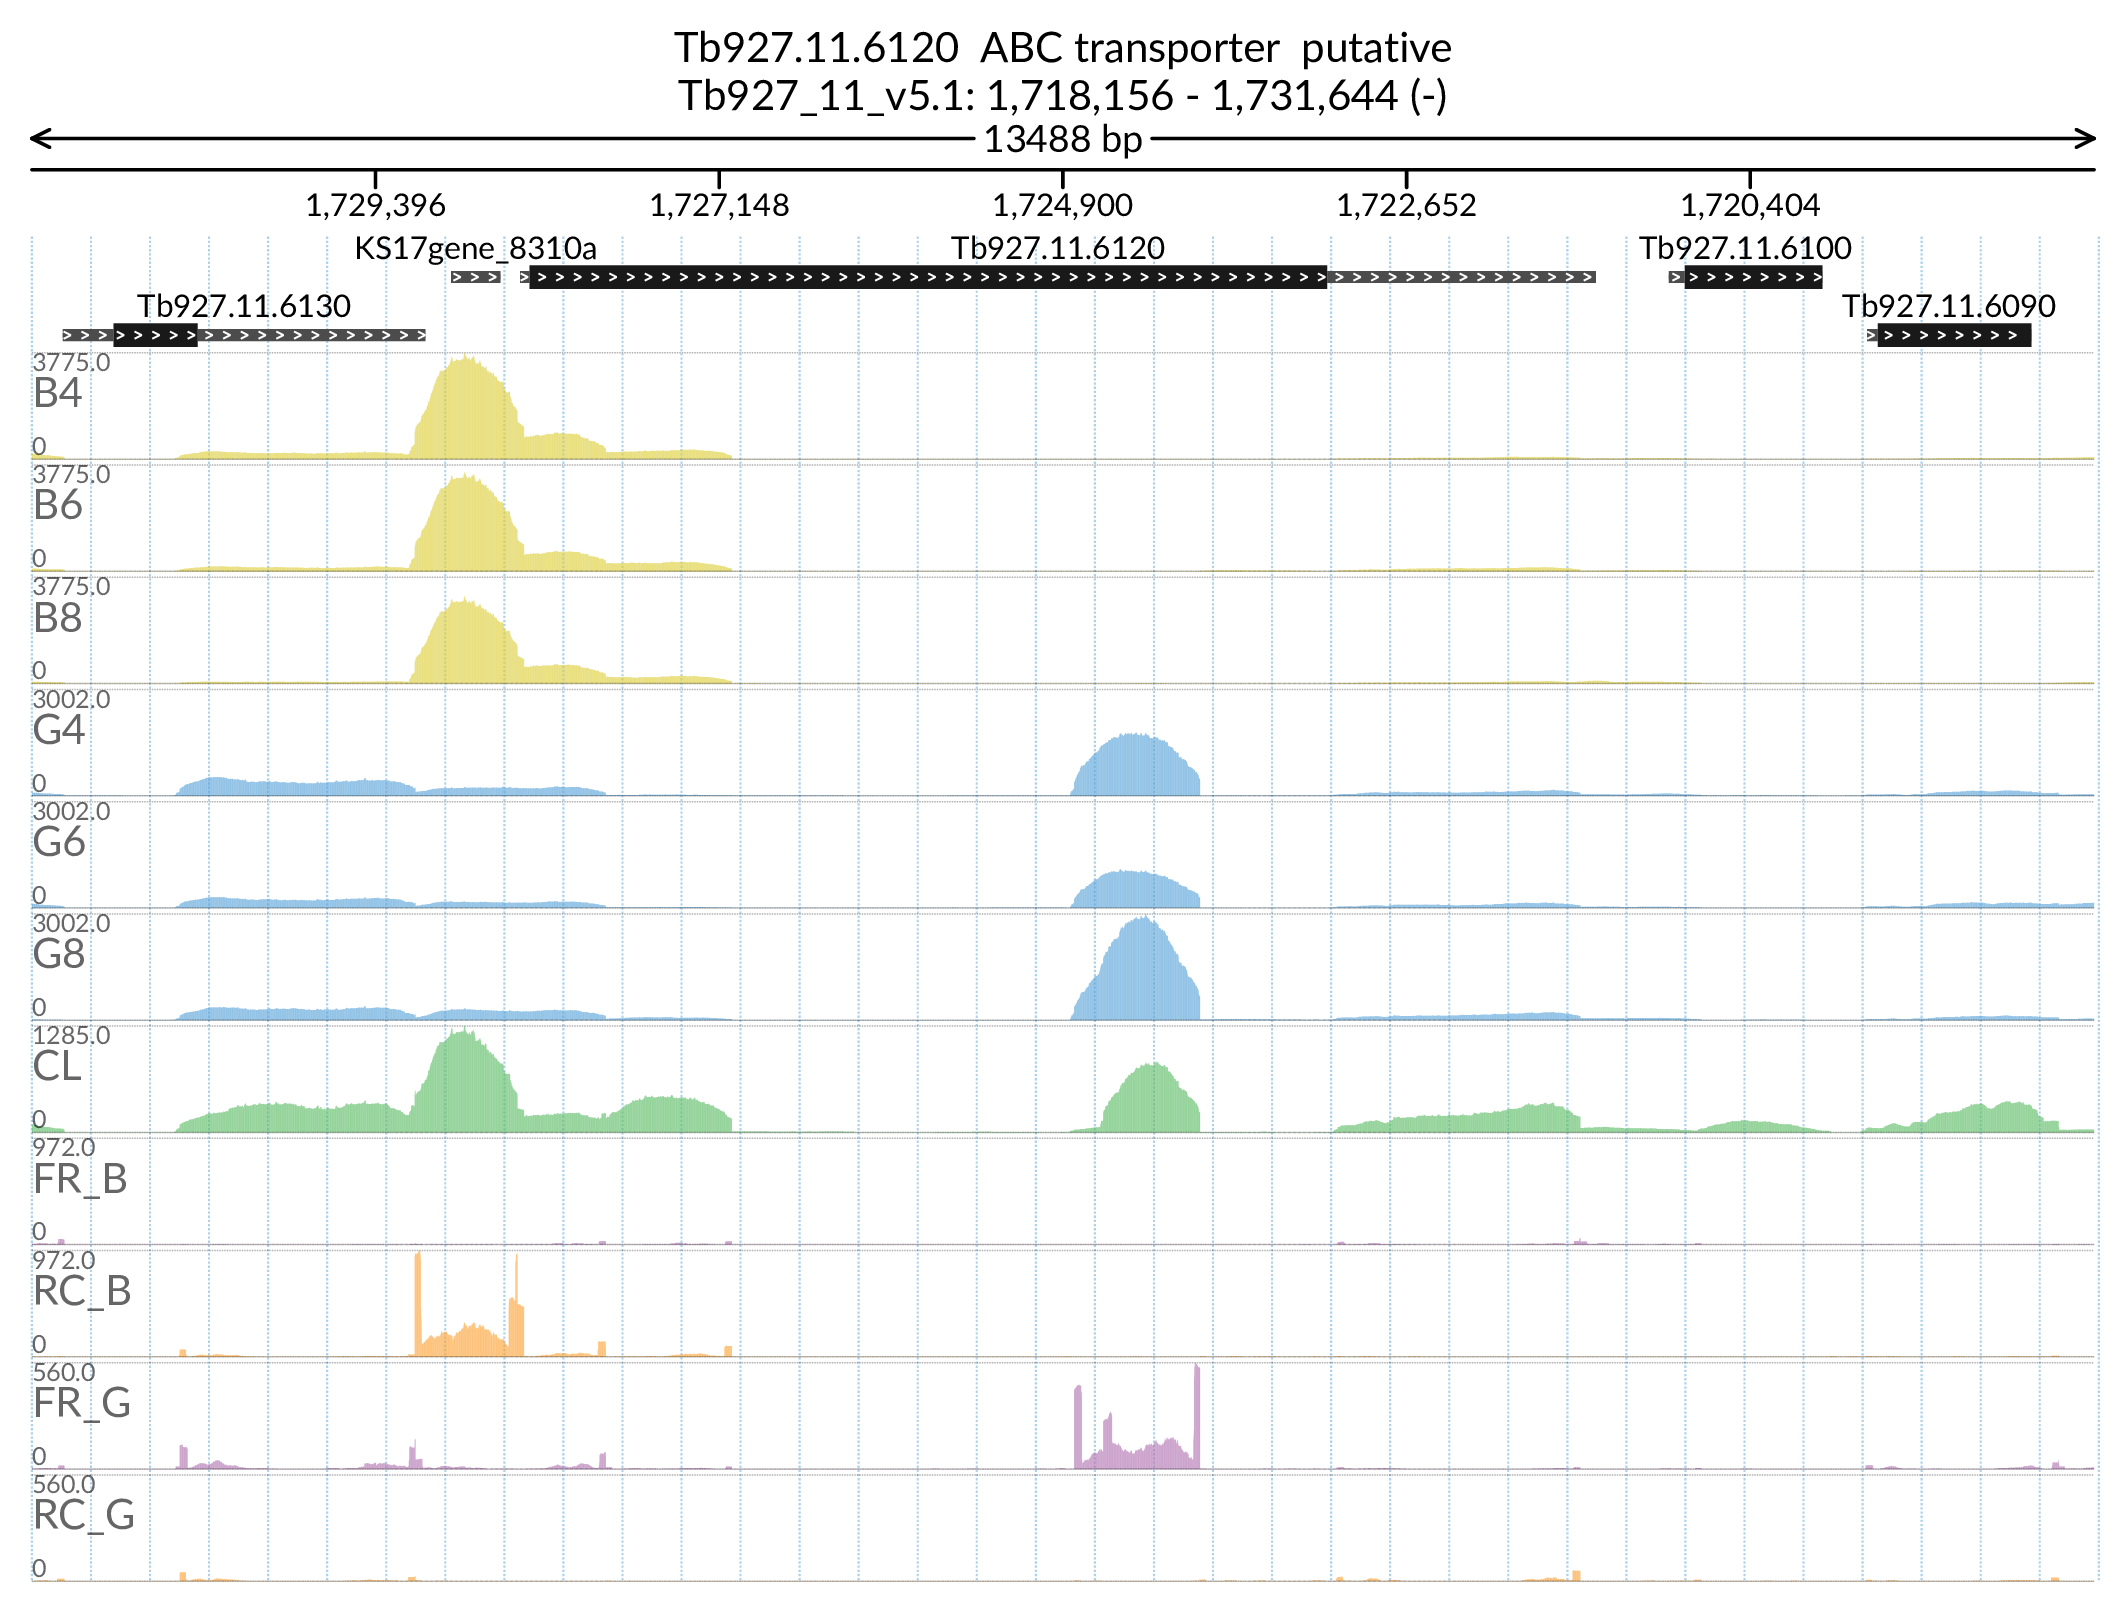 Tb927.11.6120 ABC transporter putative
Tb927_11_v5.1: 1,718,156 - 1,731,644 (-)
13488 bp
1,729,396 1,727,148 1,724,900 1,722,652 1,720,404
KS17gene_8310a Tb927.11.6120 Tb927.11.6100
Tb927.11.6130 Tb927.11.6090
3775.0
B4
0
3775.0
B6
0
3775.0
B8
0
3002.0
G4
0
3002.0
G6
0
3002.0
G8
0
1285.0
CL
0
972.0
FR_B
0
972.0
RC_B
0
560.0
FR_G
0
560.0
RC_G
0